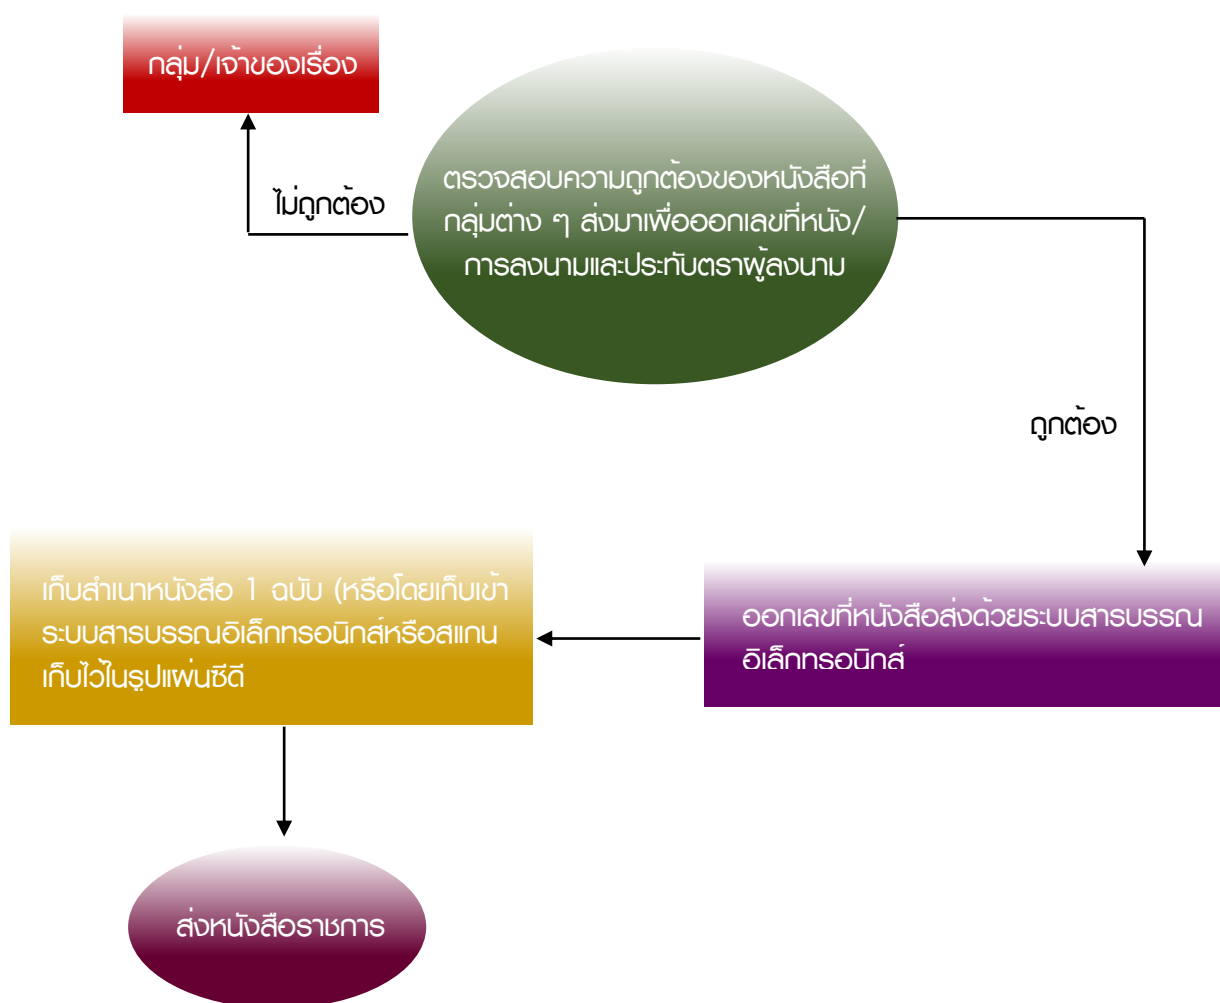 กลุ่ม/เจ้าของเรื่อง
ตรวจสอบความถูกต้องของหนังสือที่
กลุ่มต่าง ๆ ส่งมาเพื่อออกเลขที่หนัง/
การลงนามและประทับตราผู้ลงนาม
ไม่ถูกต้อง
ถูกต้อง
ออกเลขที่หนังสือส่งด้วยระบบสารบรรณ
อิเล็กทรอนิกส์
เก็บสำเนาหนังสือ 1 ฉบับ (หรือโดยเก็บเข้า
ระบบสารบรรณอิเล็กทรอนิกส์หรือสแกน
เก็บไว้ในรูปแผ่นซีดี
ส่งหนังสือราชการ